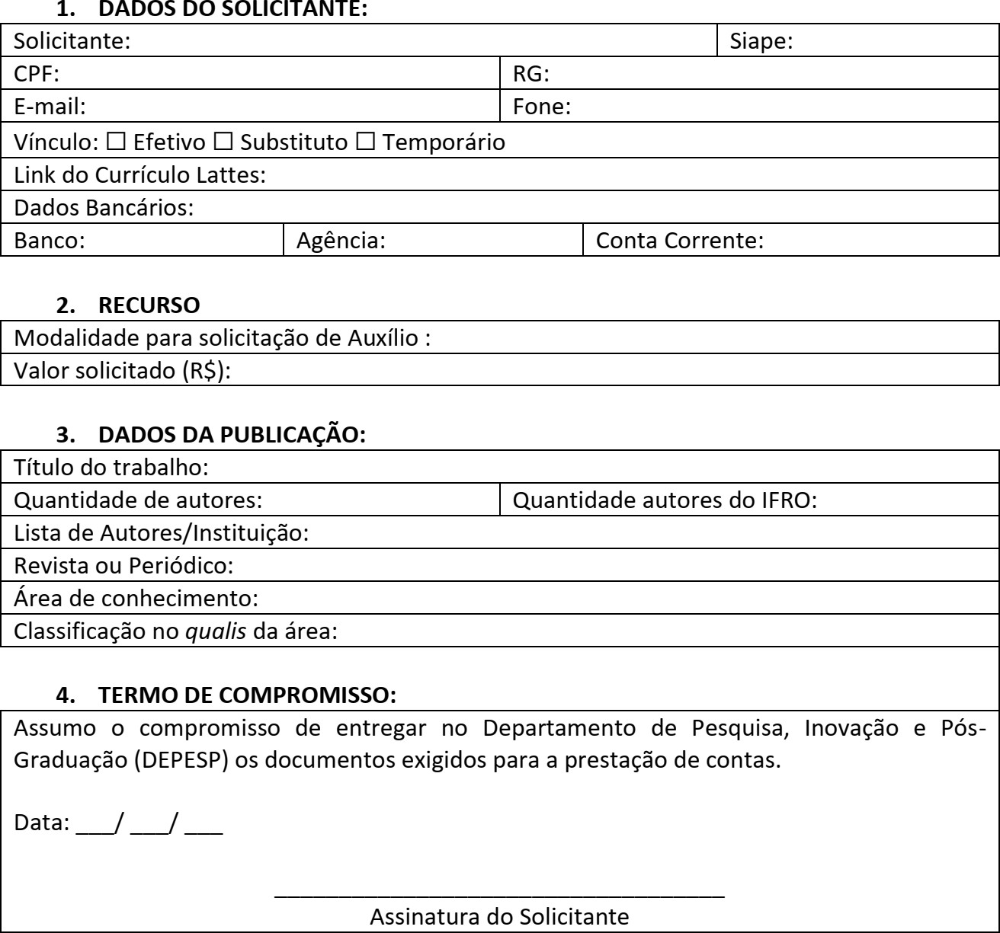 1. DADOS DO SOLICITANTE:
Solicitante: Siape:
CPF: RG:
E-mail: Fone:
Vínculo: ☐ Efetivo ☐ Substituto ☐ Temporário
Link do Currículo Lattes:
Dados Bancários:
Banco: Agência: Conta Corrente:
2. RECURSO
Modalidade para solicitação de Auxílio :
Valor solicitado (R$):
3. DADOS DA PUBLICAÇÃO:
Título do trabalho:
Quantidade de autores: Quantidade autores do IFRO:
Lista de Autores/Instituição:
Revista ou Periódico:
Área de conhecimento:
Classificação no qualis da área:
4. TERMO DE COMPROMISSO:
Assumo o compromisso de entregar no Departamento de Pesquisa, Inovação e Pós-
Graduação (DEPESP) os documentos exigidos para a prestação de contas.
Data: ___/ ___/ ___
___________________________________
Assinatura do Solicitante